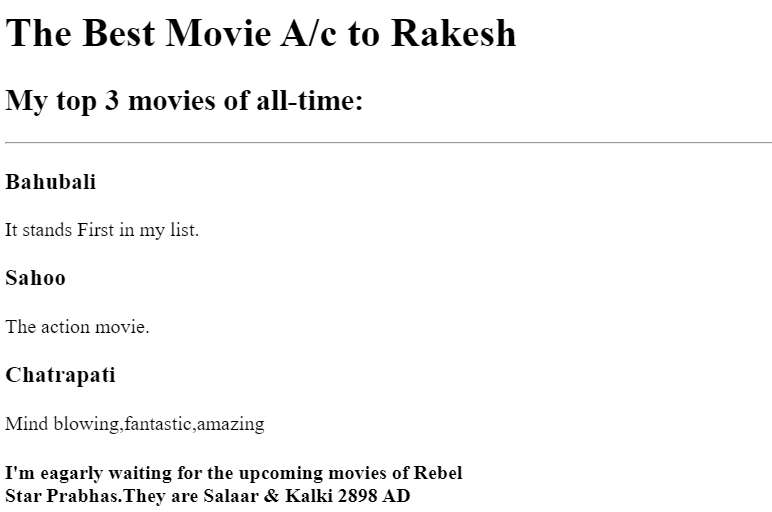 The Best Movie A/c to Rakesh
My top 3 movies of all-time:
Bahubali
It stands First in my list.
Sahoo
The action movie.
Chatrapati
Mind blowing,fantastic,amazing
I'm eagarly waiting for the upcoming movies of Rebel
Star Prabhas.They are Salaar & Kalki 2898 AD